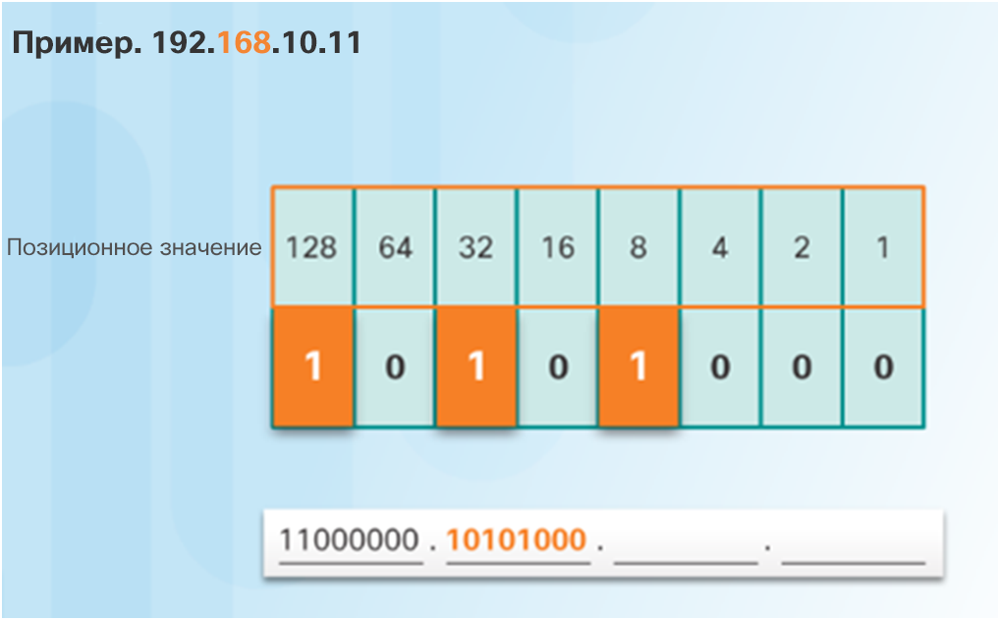 Пример. 192.168.10.11
Позиционное значение 128 64 32 16 8 4 2 1
1 0 1 0 1 0 0 0
11000000 . 10101000 . .